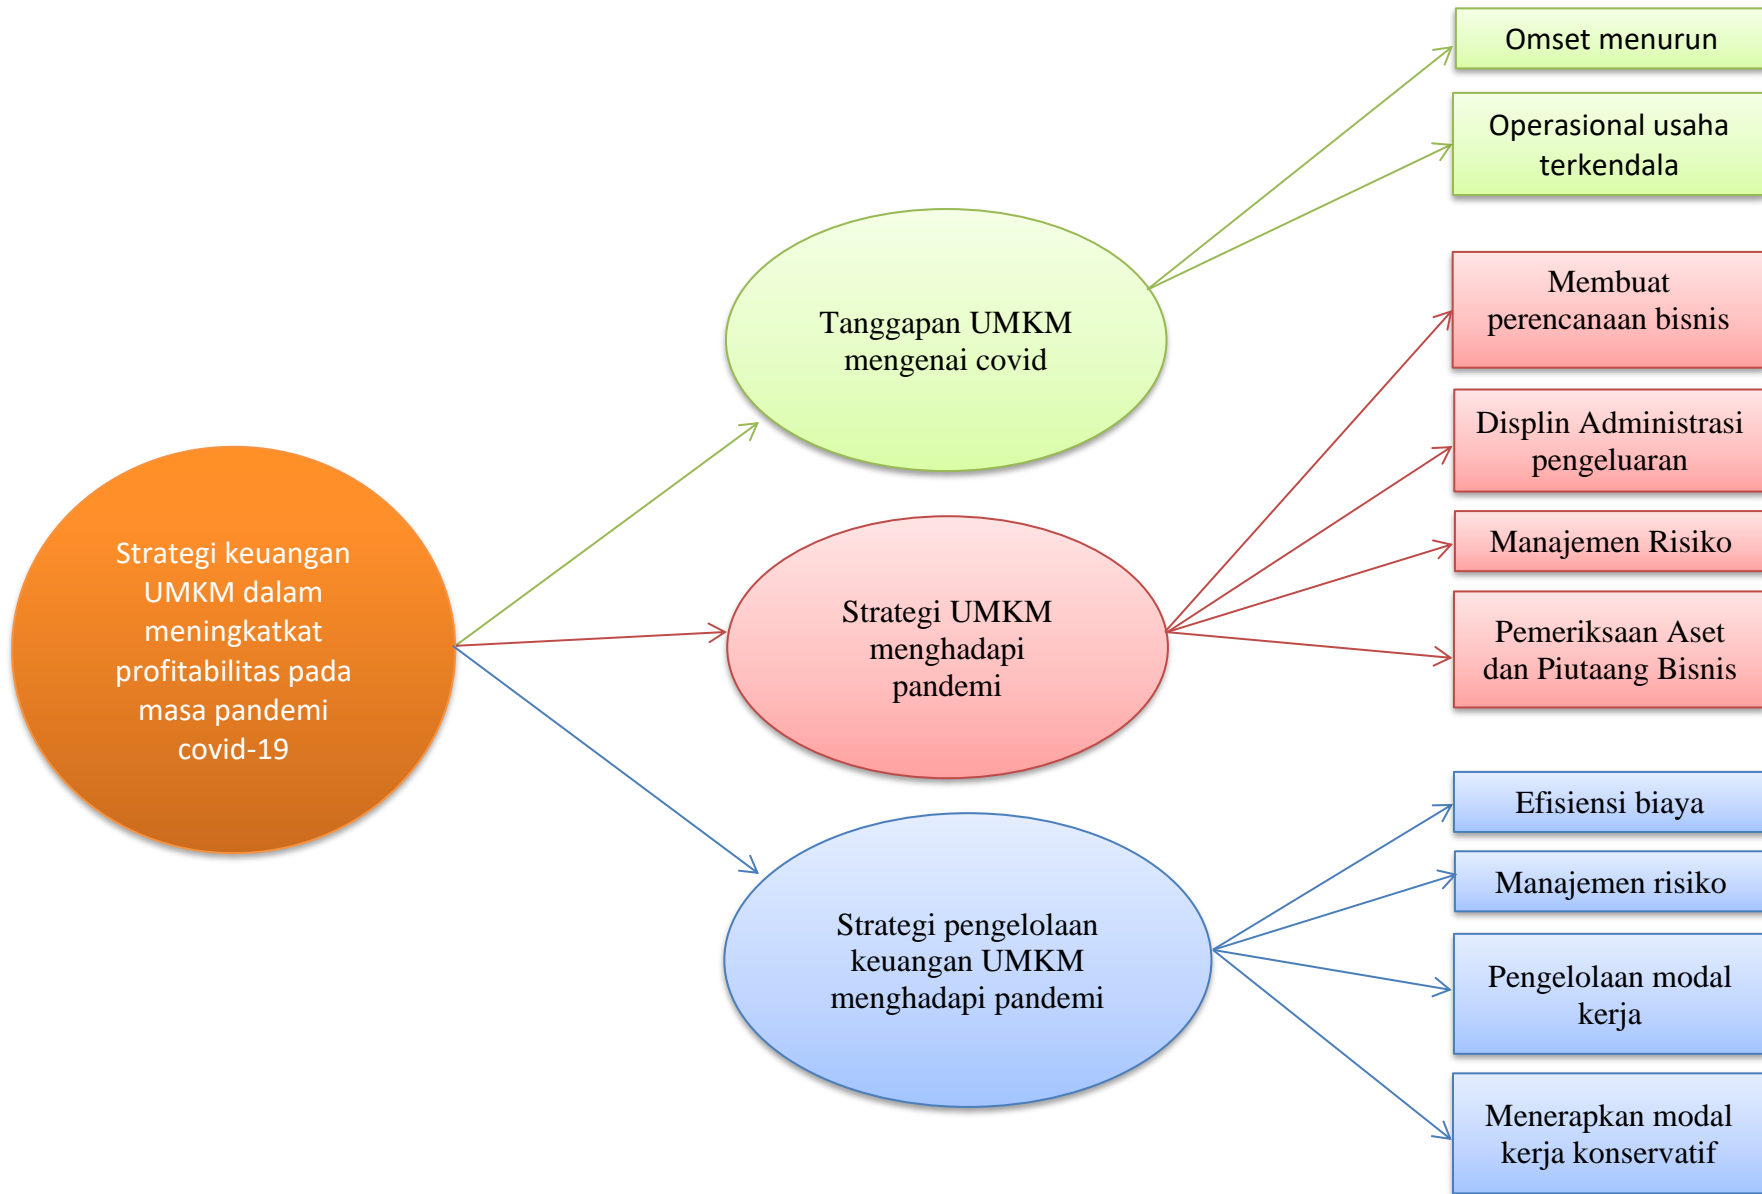 Strategi keuangan
UMKM dalam
meningkatkat
profitabilitas pada
masa pandemi
covid-19
Tanggapan UMKM
mengenai covid
Strategi UMKM
menghadapi
pandemi
Strategi pengelolaan
keuangan UMKM
menghadapi pandemi
Omset menurun
Operasional usaha
terkendala
Membuat
perencanaan bisnis
Displin Administrasi
pengeluaran
Manajemen Risiko
Pemeriksaan Aset
dan Piutaang Bisnis
Efisiensi biaya
Manajemen risiko
Pengelolaan modal
kerja
Menerapkan modal
kerja konservatif